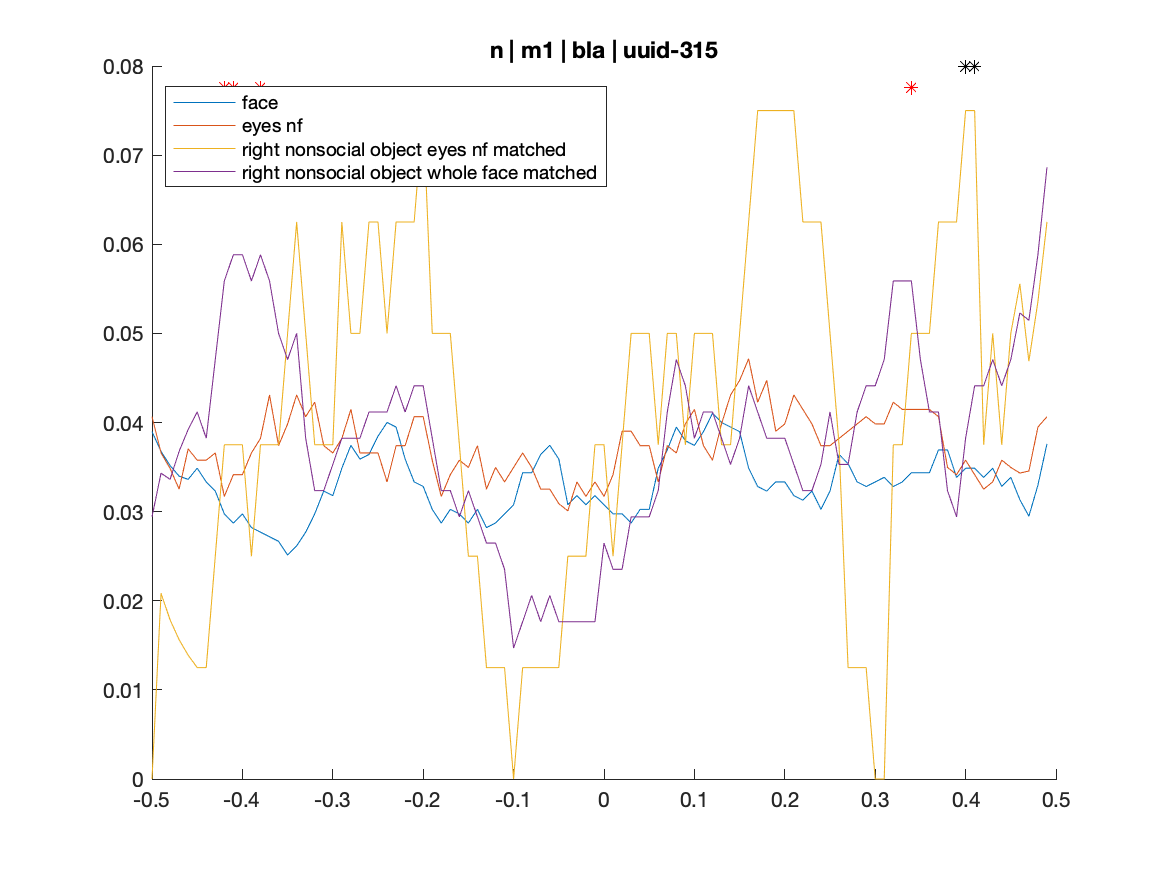 n | m1 | bla | uuid-315
0.08
0.07
0.06
0.05
0.04
0.03
0.02
0.01
0
face
eyes nf
right nonsocial object eyes nf matched
right nonsocial object whole face matched
-0.5 -0.4 -0.3 -0.2 -0.1 0 0.1 0.2 0.3 0.4 0.5